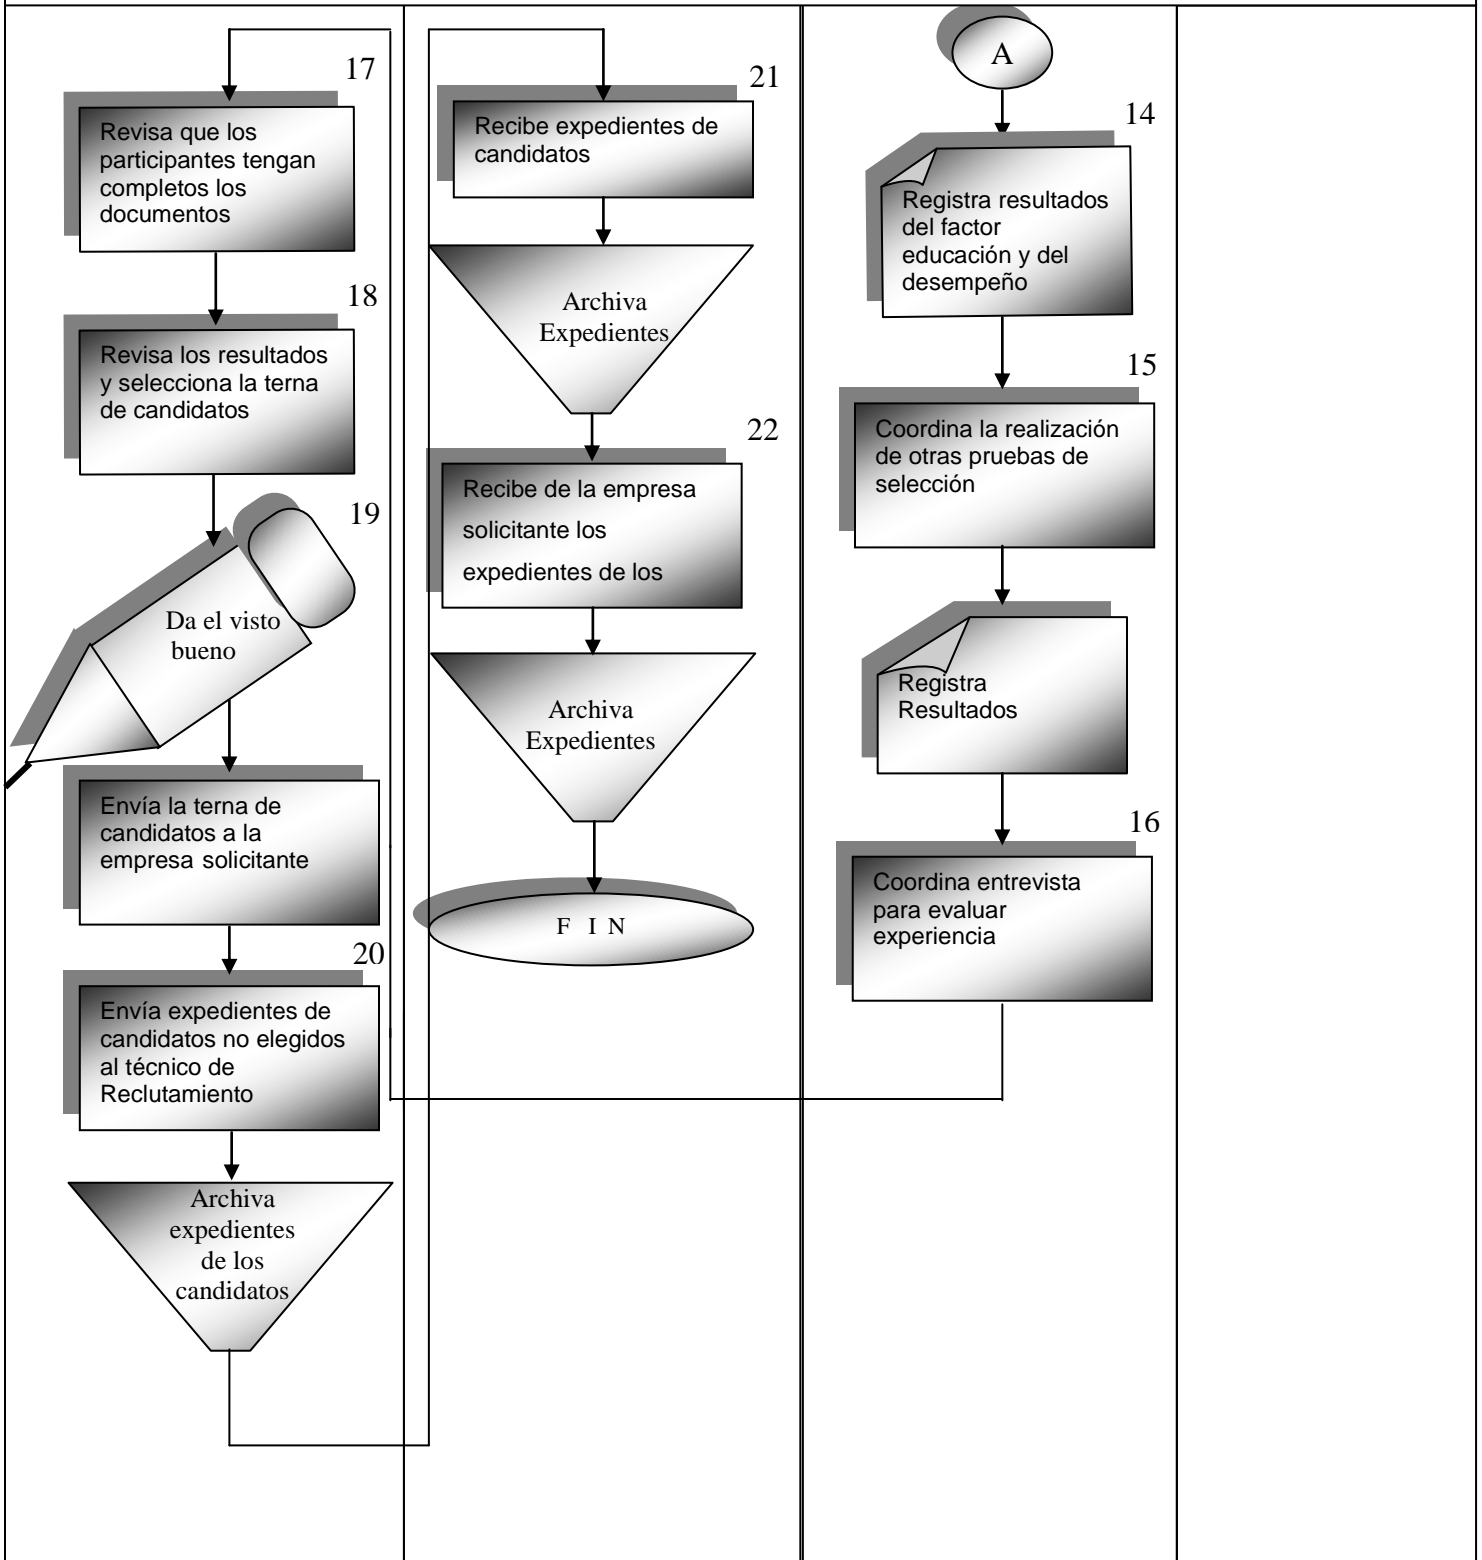 17
Revisa que los
participantes tengan
completos los
documentos
18
Revisa los resultados
y selecciona la terna
de candidatos
19
Da el visto
bueno
Envía la terna de
candidatos a la
empresa solicitante
20
Envía expedientes de
candidatos no elegidos
al técnico de
Reclutamiento
Archiva
expedientes
de los
candidatos
21
Recibe expedientes de
candidatos
Archiva
Expedientes
22
Recibe de la empresa
solicitante los
expedientes de los
Archiva
Expedientes
F I N
A
14
Registra resultados
del factor
educación y del
desempeño
15
Coordina la realización
de otras pruebas de
selección
Registra
Resultados
16
Coordina entrevista
para evaluar
experiencia